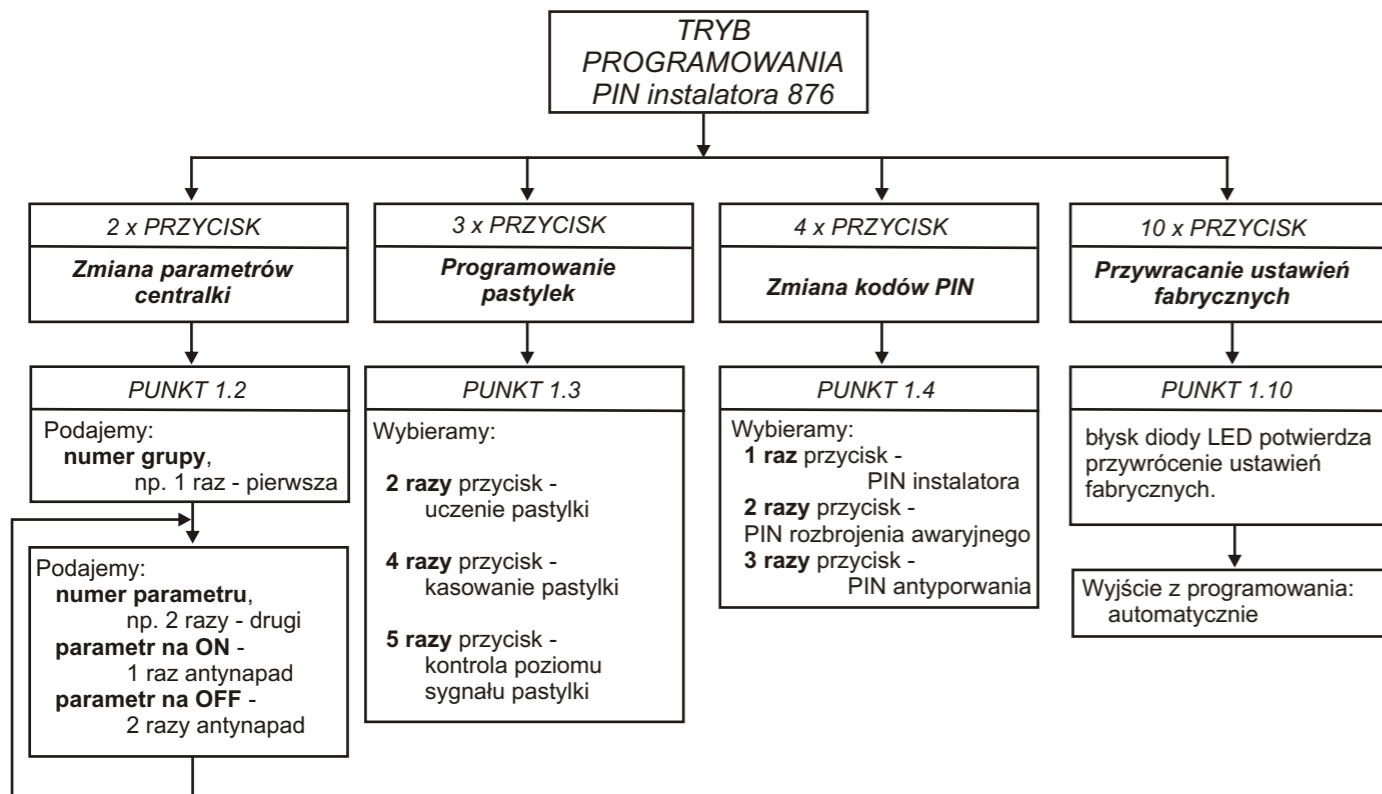 TRYB
PROGRAMOWANIA
PIN instalatora 876
2 x PRZYCISK
Zmiana parametrów
centralki
PUNKT 1.2
Podajemy:
numer grupy,
np. 1 raz - pierwsza
Podajemy:
numer parametru,
np. 2 razy - drugi
parametr na ON -
1 raz antynapad
parametr na OFF -
2 razy antynapad
3 x PRZYCISK
Programowanie
pastylek
PUNKT 1.3
Wybieramy:
2 razy przycisk -
uczenie pastylki
4 razy przycisk -
kasowanie pastylki
5 razy przycisk -
kontrola poziomu
sygnału pastylki
4 x PRZYCISK
Zmiana kodów PIN
PUNKT 1.4
Wybieramy:
1 raz przycisk -
PIN instalatora
2 razy przycisk -
PIN rozbrojenia awaryjnego
3 razy przycisk -
PIN antyporwania
10 x PRZYCISK
Przywracanie ustawień
fabrycznych
PUNKT 1.10
błysk diody LED potwierdza
przywrócenie ustawień
fabrycznych.
Wyjście z programowania:
automatycznie